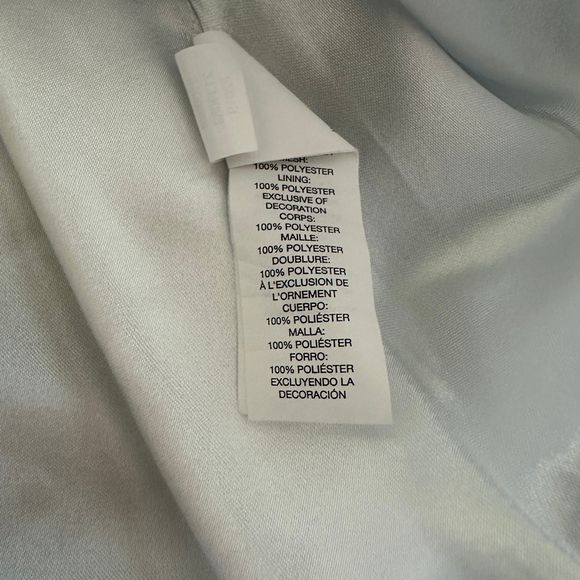 MESH:
100% POLYESTER
LINING:
100% POLYESTER
EXCLUSIVE OF
DECORATION
CORPS:
100% POLYESTER
MAILLE:
100% POLYESTER
DOUBLURE:
100% POLYESTER
À L'EXCLUSION DE
L'ORNEMENT
CUERPO:
100% POLIÉSTER
MALLA:
100% POLIÉSTER
FORRO:
100% POLIÉSTER
EXCLUYENDO LA
DECORACIÓN